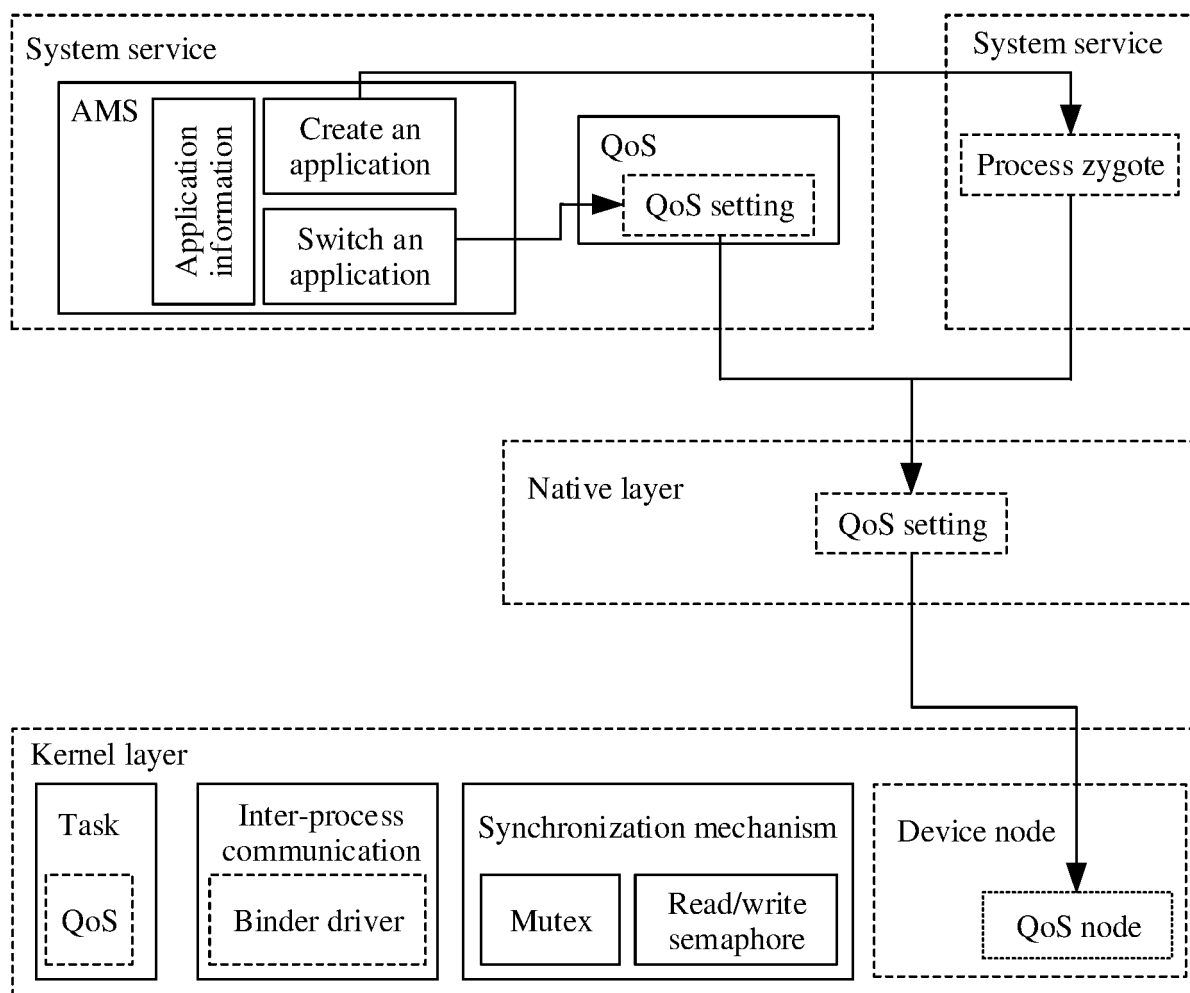 System service
AMS
Application
information
Create an
application
Switch an
application
QoS
QoS setting
System service
Process zygote
Native layer
QoS setting
Kernel layer
Task
QoS
Inter-process
communication
Binder driver
Synchronization mechanism
Mutex
Read/write
semaphore
Device node
QoS node